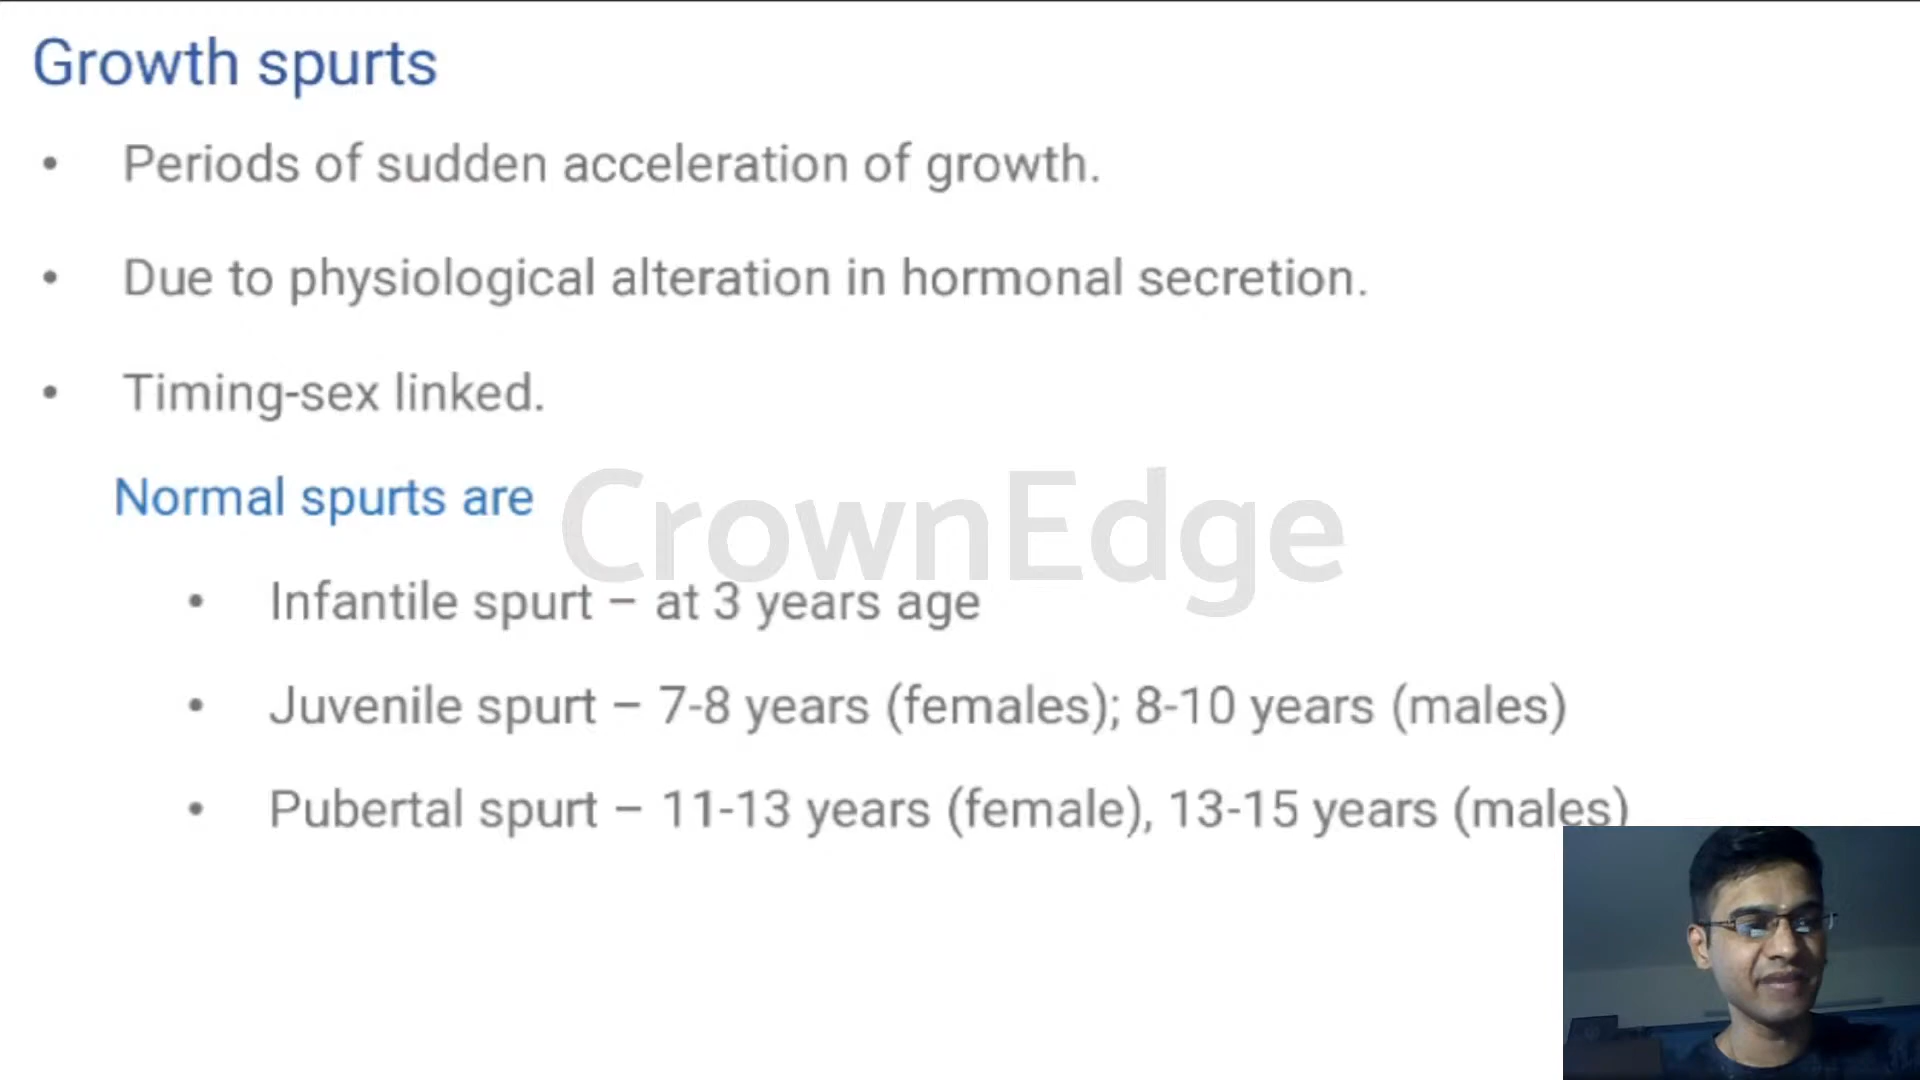 Growth spurts
• Periods of sudden acceleration of growth.
• Due to physiological alteration in hormonal secretion.
• Timing-sex linked.
Normal spurts are
CrownEdge
• Infantile spurt – at 3 years age
• Juvenile spurt – 7-8 years (females); 8-10 years (males)
• Pubertal spurt – 11-13 years (female), 13-15 years (males)